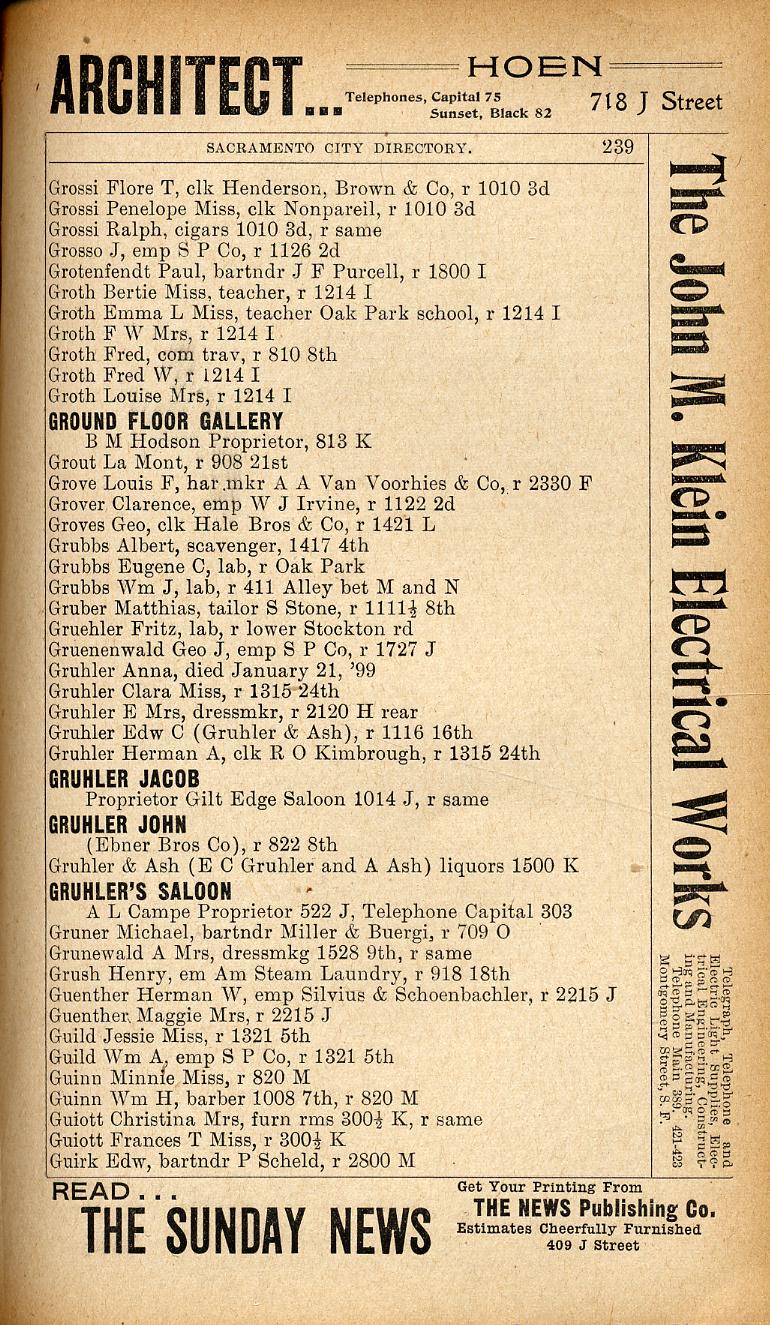 ARCHITECT... HOEN
Telephones, Capital 75
Sunset, Black 82
718 J Street
SACRAMENTO CITY DIRECTORY. 239
Grossi Flore T, clk Henderson, Brown & Co, r 1010 3d
Grossi Penelope Miss, clk Nonpareil, r 1010 3d
Grossi Ralph, cigars 1010 3d, r same
Grosso J, emp S P Co, r 1126 2d
Grotenfendt Paul, bartndr J F Purcell, r 1800 I
Groth Bertie Miss, teacher, r 1214 I
Groth Emma L Miss, teacher Oak Park school, r 1214 I
Groth F W Mrs, r 1214 I
Groth Fred, com trav, r 810 8th
Groth Fred W, r 1214 I
Groth Louise Mrs, r 1214 I
GROUND FLOOR GALLERY
B M Hodson Proprietor, 813 K
Grout La Mont, r 908 21st
Grove Louis F, har mkr A A Van Voorhies & Co, r 2330 F
Grover Clarence, emp W J Irvine, r 1122 2d
Groves Geo, clk Hale Bros & Co, r 1421 L
Grubbs Albert, scavenger, 1417 4th
Grubbs Eugene C, lab, r Oak Park
Grubbs Wm J, lab, r 411 Alley bet M and N
Gruber Matthias, tailor S Stone, r 1111½ 8th
Gruehler Fritz, lab, r lower Stockton rd
Gruenenwald Geo J, emp S P Co, r 1727 J
Gruhler Anna, died January 21, '99
Gruhler Clara Miss, r 1315 24th
Gruhler E Mrs, dressmkr, r 2120 H rear
Gruhler Edw C (Gruhler & Ash), r 1116 16th
Gruhler Herman A, clk R O Kimbrough, r 1315 24th
GRUHLER JACOB
Proprietor Gilt Edge Saloon 1014 J, r same
GRUHLER JOHN
(Ebner Bros Co), r 822 8th
Gruhler & Ash (E C Gruhler and A Ash) liquors 1500 K
GRUHLER'S SALOON
A L Campe Proprietor 522 J, Telephone Capital 303
Gruner Michael, bartndr Miller & Buergi, r 709 O
Grunewald A Mrs, dressmkg 1528 9th, r same
Grush Henry, em Am Steam Laundry, r 918 18th
Guenther Herman W, emp Silvius & Schoenbachler, r 2215 J
Guenther Maggie Mrs, r 2215 J
Guild Jessie Miss, r 1321 5th
Guild Wm A, emp S P Co, r 1321 5th
Guinn Minnie Miss, r 820 M
Guinn Wm H, barber 1008 7th, r 820 M
Guiott Christina Mrs, furn rms 300½ K, r same
Guiott Frances T Miss, r 300½ K
Guirk Edw, bartndr P Scheld, r 2800 M
The John M. Klein Electrical Works
Telegraph, Telephone and
Electric Light Supplies, Elec-
trical Engineering, Construct-
ing and Manufacturing.
Telephone Main 389. 421-423
Montgomery Street, S. F.
READ...
THE SUNDAY NEWS
Get Your Printing From
THE NEWS Publishing Co.
Estimates Cheerfully Furnished
409 J Street